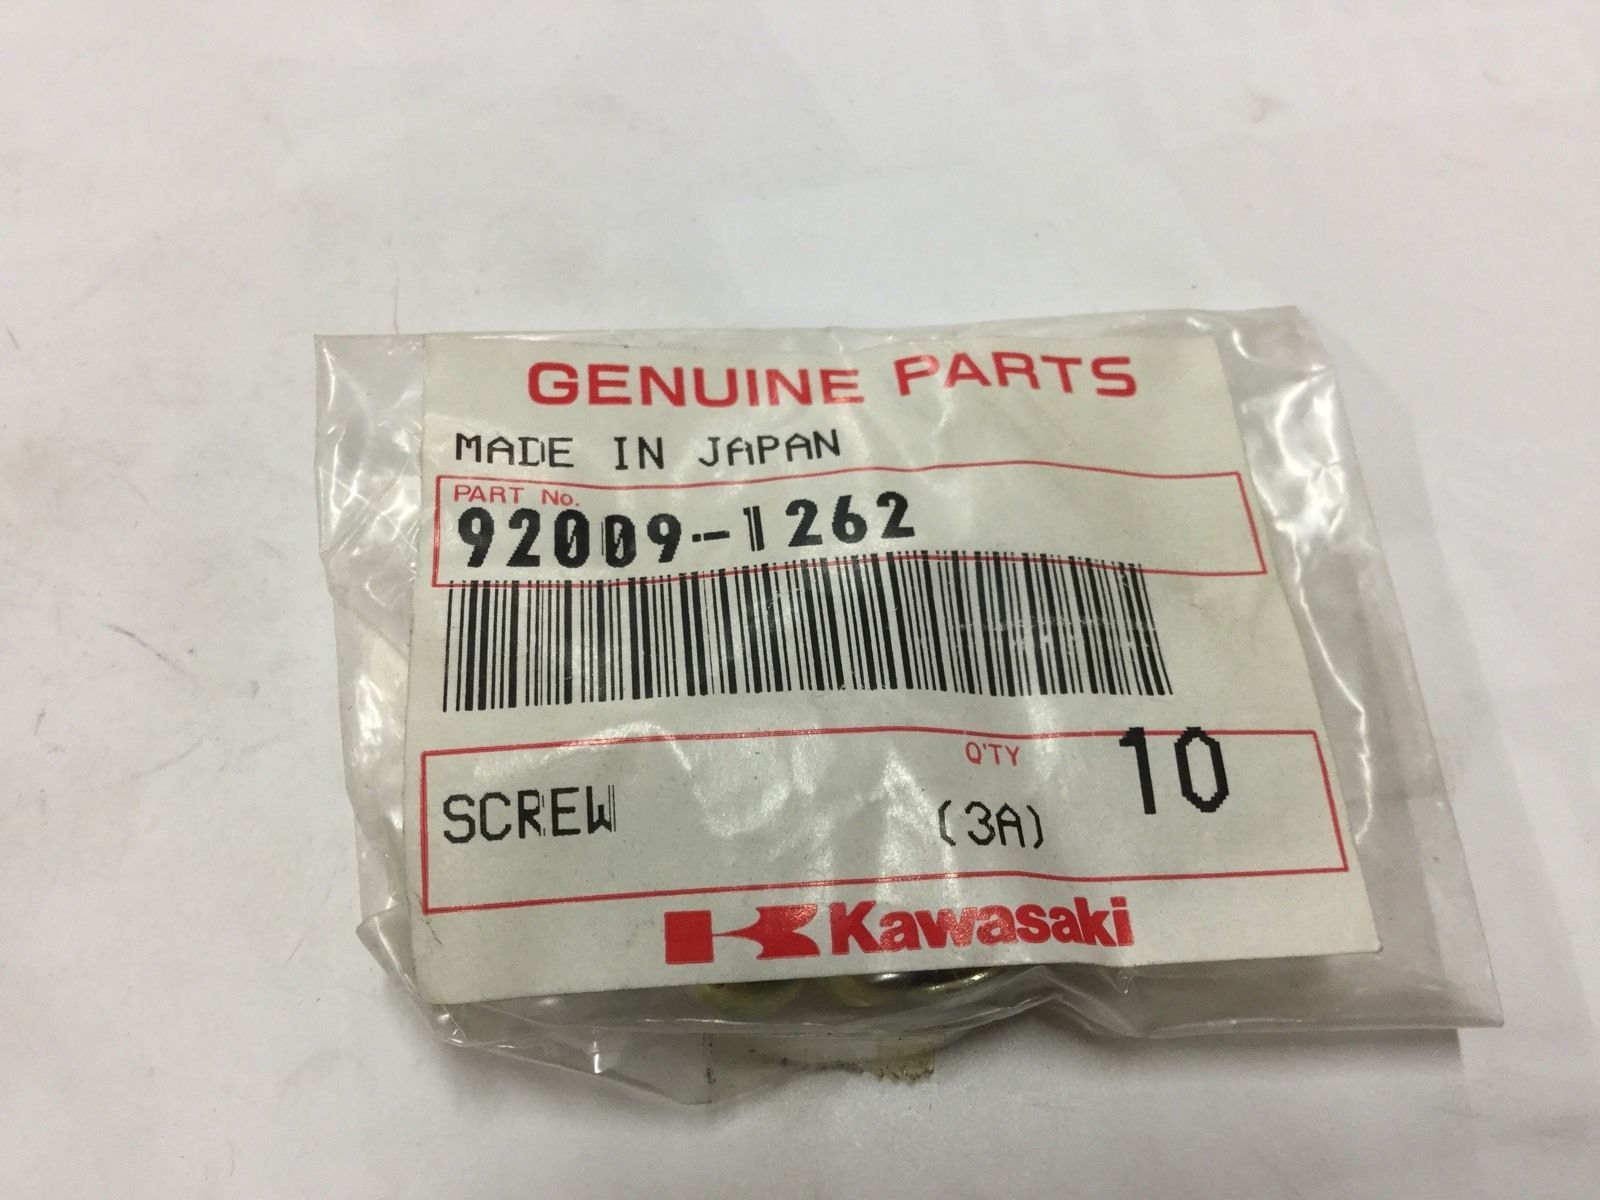 GENUINE PARTS
MADE IN JAPAN
PART No.
92009-1262
Q'TY 10
SCREW (3A)
Kawasaki